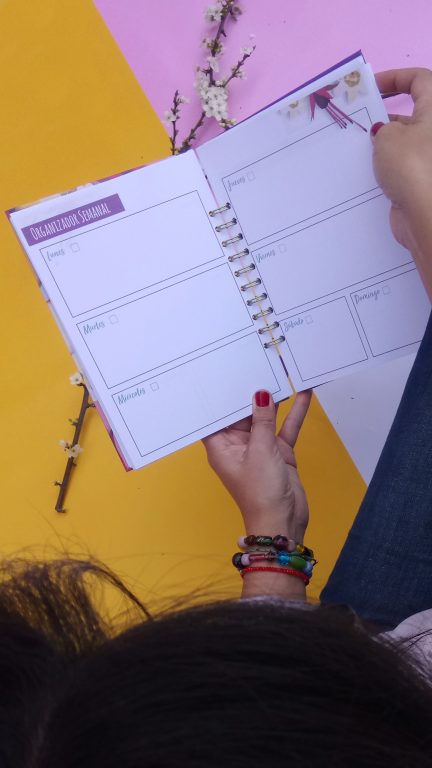 ORGANIZADOR SEMANAL
Lunes
Martes
Miércoles
Jueves
Viernes
Sábado
Domingo